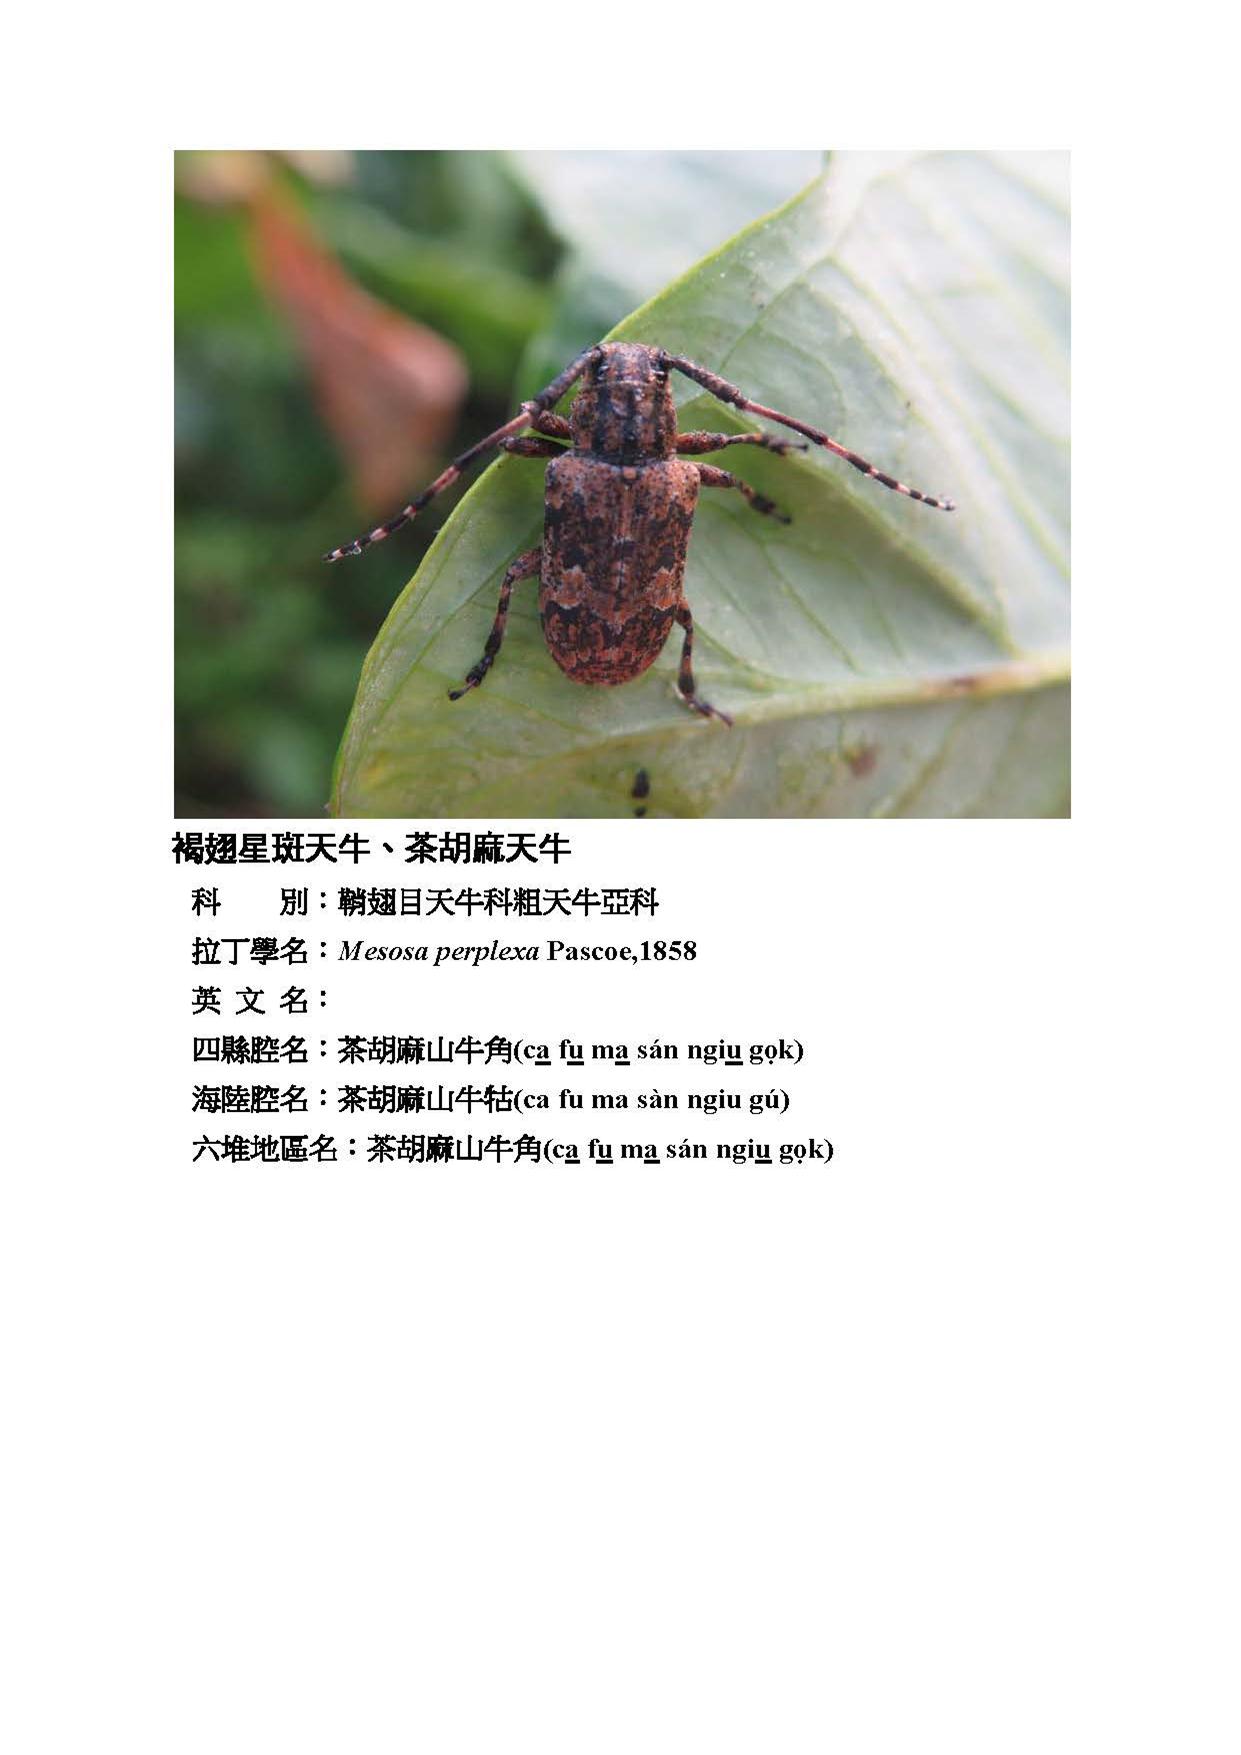 褐翅星斑天牛、茶胡麻天牛
科　　別：鞘翅目天牛科粗天牛亞科
拉丁學名：Mesosa perplexa Pascoe,1858
英 文 名：
四縣腔名：茶胡麻山牛角(ca̲ fu̲ ma̲ sán ngiu̲ gọk)
海陸腔名：茶胡麻山牛牯(ca fu ma sàn ngiu gú)
六堆地區名：茶胡麻山牛角(ca̲ fu̲ ma̲ sán ngiu̲ gọk)